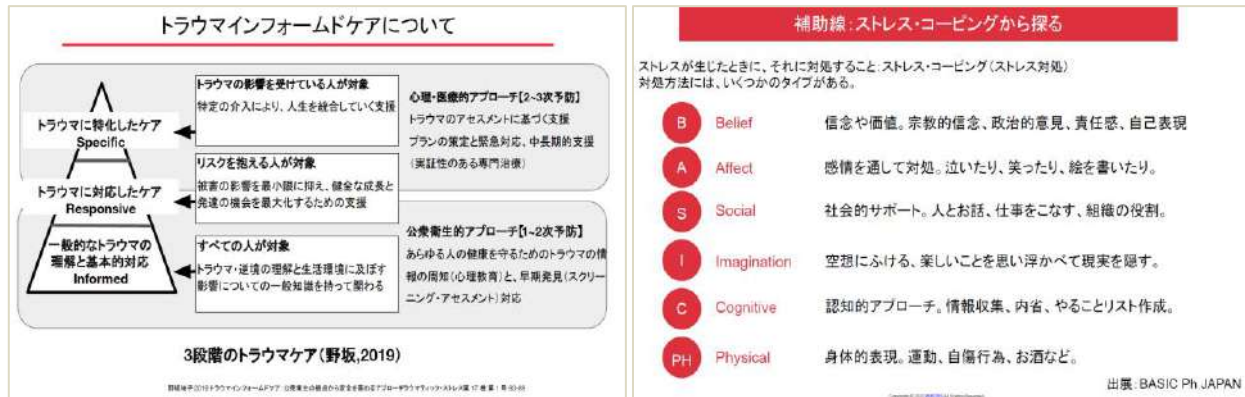 トラウマインフォームドケアについて
トラウマに特化したケア
Specific
トラウマに対応したケア
Responsive
一般的なトラウマの
理解と基本的対応
Informed
トラウマの影響を受けている人が対象
特定の介入により、人生を統合していく支援
リスクを抱える人が対象
被害の影響を最小限に抑え、健全な成長と
発達の機会を最大化するための支援
すべての人が対象
トラウマ・逆境の理解と生活環境に及ぼす
影響についての一般知識を持って関わる
心理・医療的アプローチ【2~3次予防】
トラウマのアセスメントに基づく支援
プランの策定と緊急対応、中長期的支援
(実証性のある専門治療)
公衆衛生的アプローチ【1~2次予防】
あらゆる人の健康を守るためのトラウマの情
報の周知(心理教育)と、早期発見(スクリー
ニング・アセスメント)対応
3段階のトラウマケア(野坂,2019)
補助線:ストレス・コーピングから探る
ストレスが生じたときに、それに対処すること:ストレス・コーピング(ストレス対処)
対処方法には、いくつかのタイプがある。
B Belief 信念や価値。宗教的信念、政治的意見、責任感、自己表現
A Affect 感情を通して対処。泣いたり、笑ったり、絵を書いたり。
S Social 社会的サポート。人とお話、仕事をこなす、組織の役割。
I Imagination 空想にふける、楽しいことを思い浮かべて現実を隠す。
C Cognitive 認知的アプローチ。情報収集、内省、やることリスト作成。
PH Physical 身体的表現。運動、自傷行為、お酒など。
出展:BASIC Ph JAPAN